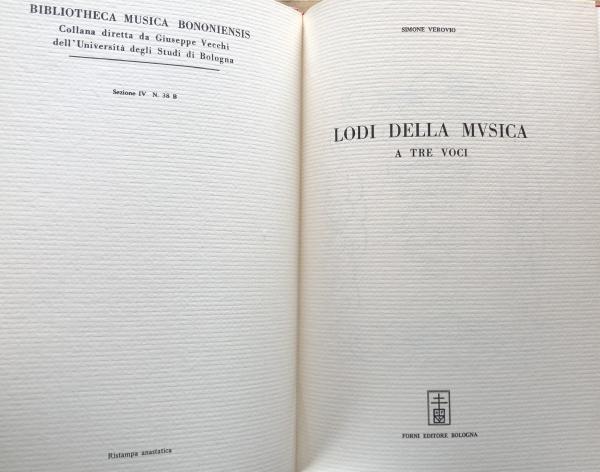 BIBLIOTHECA MUSICA BONONIENSIS
Collana diretta da Giuseppe Vecchi
dell'Università degli Studi di Bologna
Sezione IV N. 38 B
Ristampa anastatica
SIMONE VEROVIO
LODI DELLA MVSICA
A TRE VOCI
FORNI EDITORE BOLOGNA